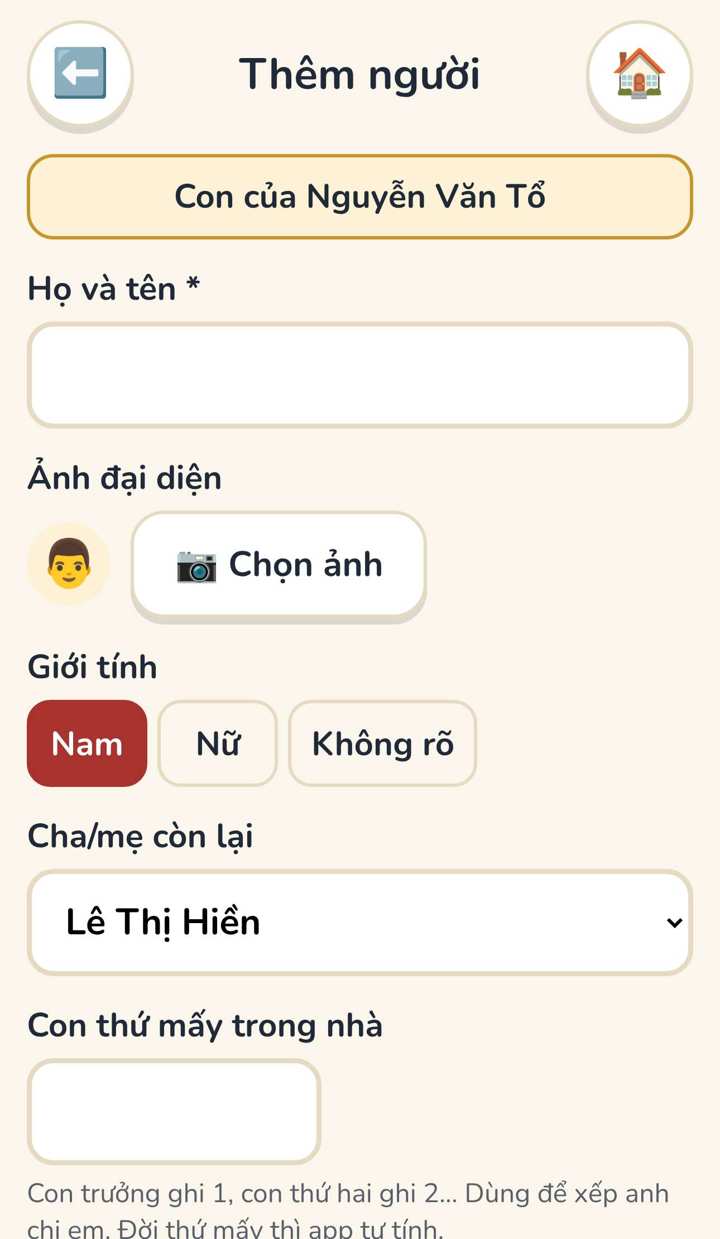 Thêm người
Con của Nguyễn Văn Tổ
Họ và tên *
Ảnh đại diện
Chọn ảnh
Giới tính
Nam
Nữ
Không rõ
Cha/mẹ còn lại
Lê Thị Hiền
Con thứ mấy trong nhà
Con trưởng ghi 1, con thứ hai ghi 2... Dùng để xếp anh
chị em. Đời thứ mấy thì app tự tính.